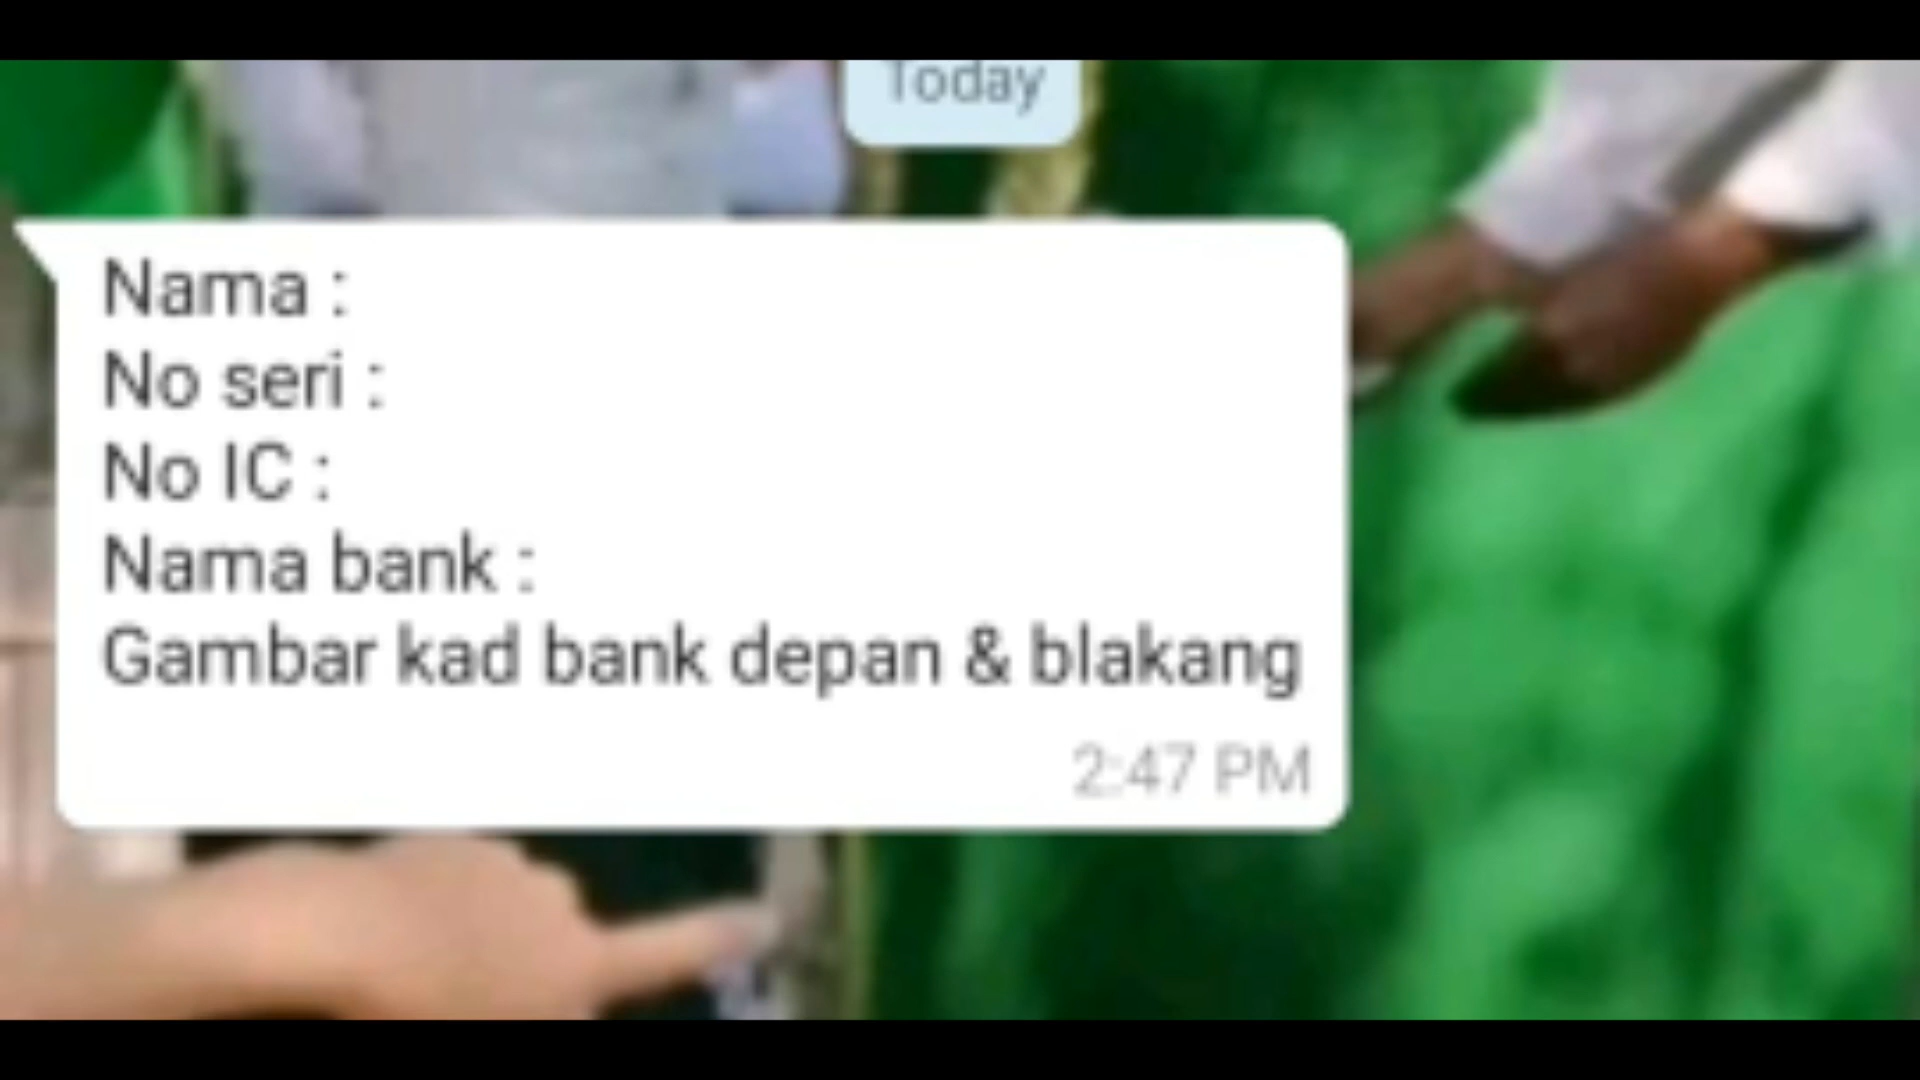 Today
Nama :
No seri :
No IC :
Nama bank :
Gambar kad bank depan & blakang
2:47 PM